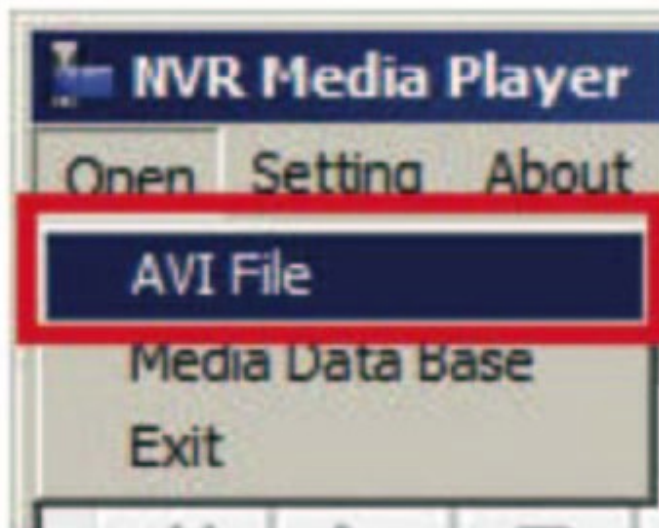 NVR Media Player
Open Setting About
AVI File
Media Data Base
Exit